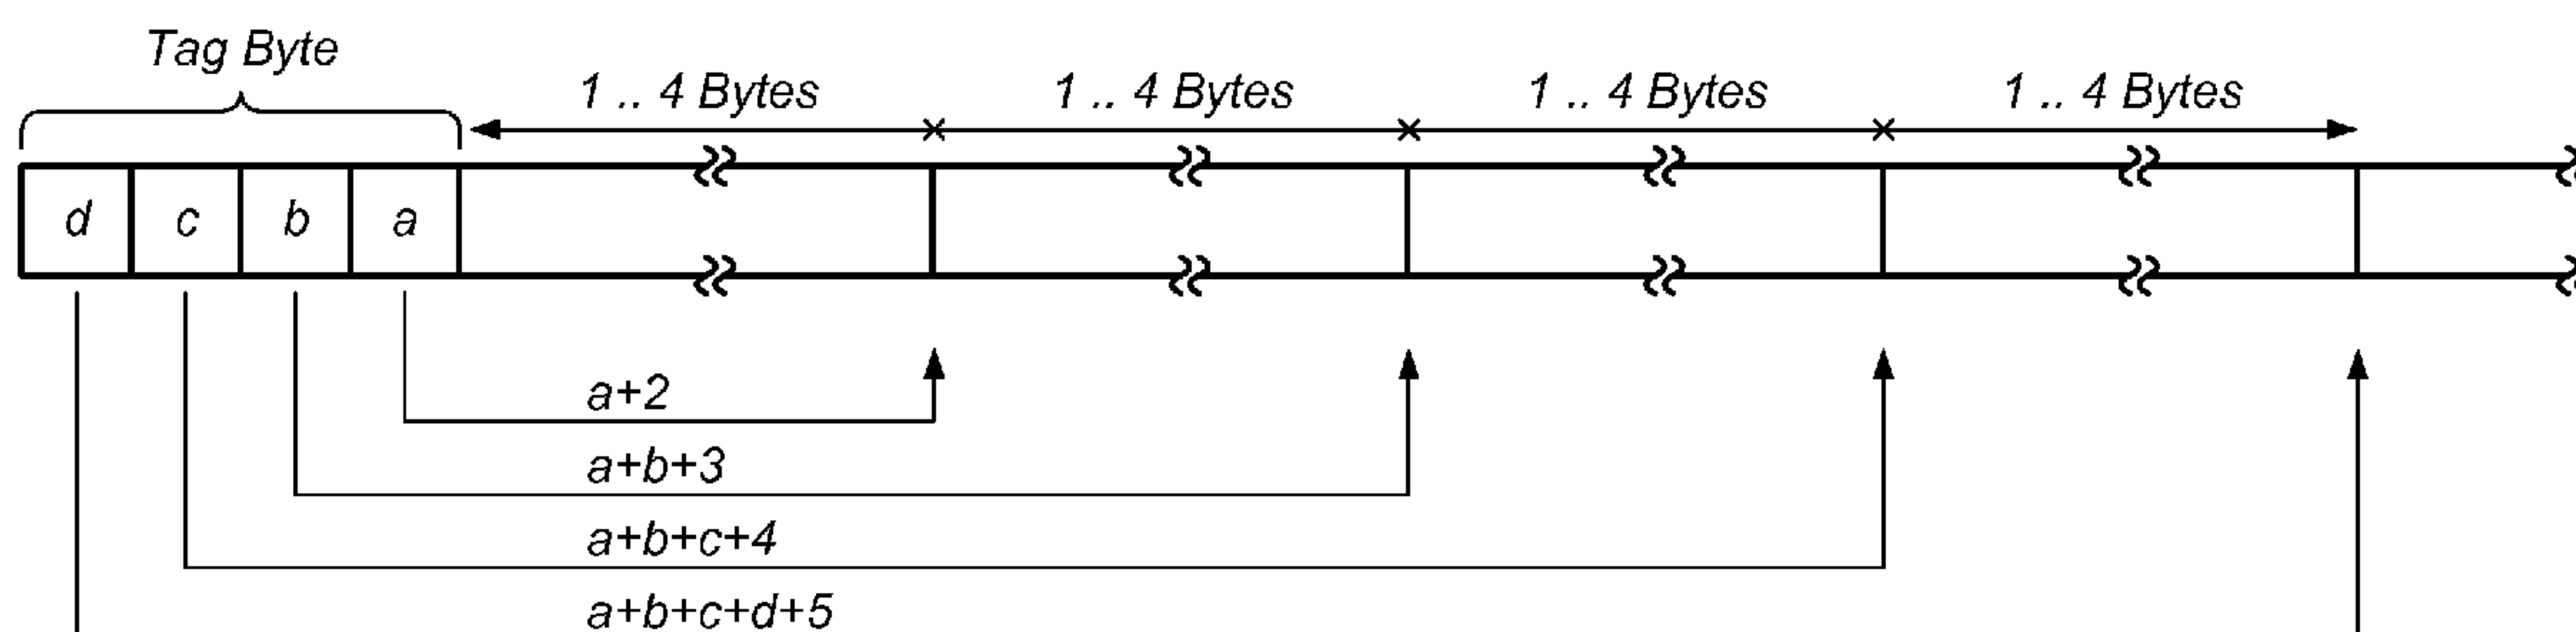 Tag Byte
1 .. 4 Bytes 1 .. 4 Bytes 1 .. 4 Bytes 1 .. 4 Bytes
d c b a
a+2
a+b+3
a+b+c+4
a+b+c+d+5